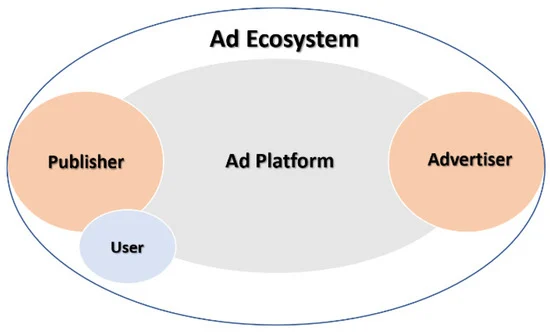 Ad Ecosystem
Publisher
Ad Platform
Advertiser
User